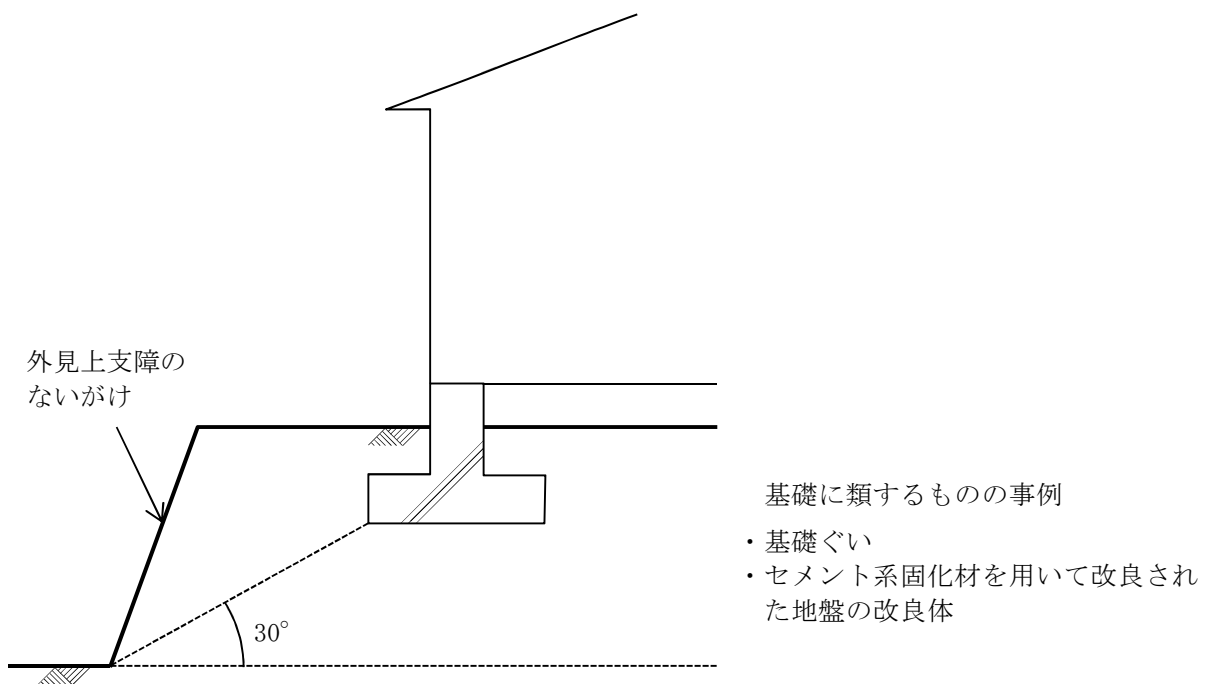 外見上支障の
ないがけ
30°
基礎に類するものの事例
・基礎ぐい
・セメント系固化材を用いて改良され
た地盤の改良体